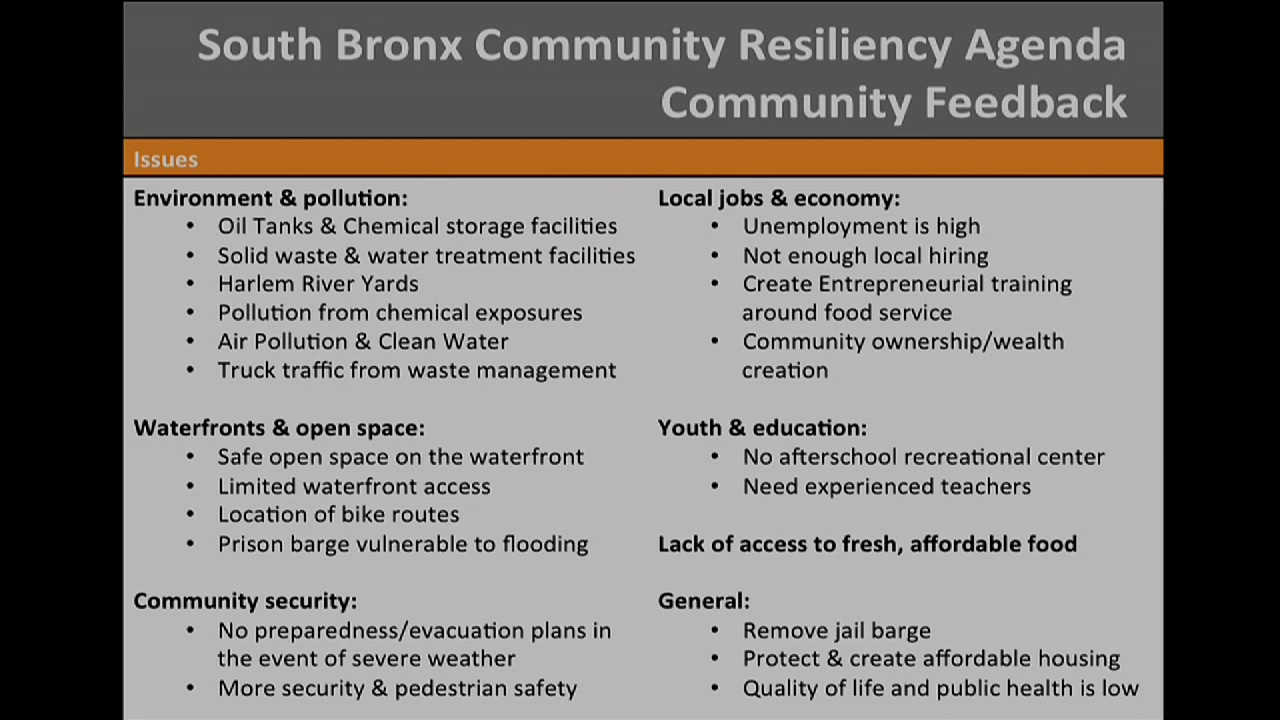 South Bronx Community Resiliency Agenda
Community Feedback
Issues
Environment & pollution:
• Oil Tanks & Chemical storage facilities
• Solid waste & water treatment facilities
• Harlem River Yards
• Pollution from chemical exposures
• Air Pollution & Clean Water
• Truck traffic from waste management
Waterfronts & open space:
• Safe open space on the waterfront
• Limited waterfront access
• Location of bike routes
• Prison barge vulnerable to flooding
Community security:
• No preparedness/evacuation plans in
the event of severe weather
• More security & pedestrian safety
Local jobs & economy:
• Unemployment is high
• Not enough local hiring
• Create Entrepreneurial training
around food service
• Community ownership/wealth
creation
Youth & education:
• No afterschool recreational center
• Need experienced teachers
Lack of access to fresh, affordable food
General:
• Remove jail barge
• Protect & create affordable housing
• Quality of life and public health is low